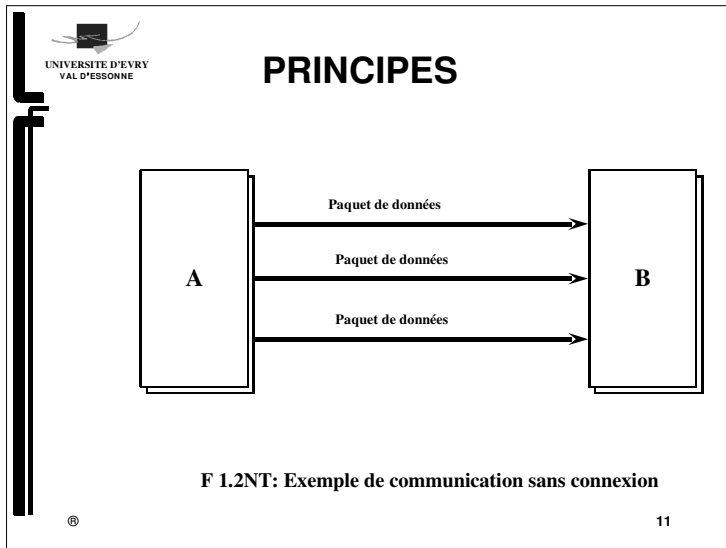 UNIVERSITE D'EVRY
VAL D'ESSONNE
PRINCIPES
A
Paquet de données
Paquet de données
Paquet de données
B
F 1.2NT: Exemple de communication sans connexion
®
11